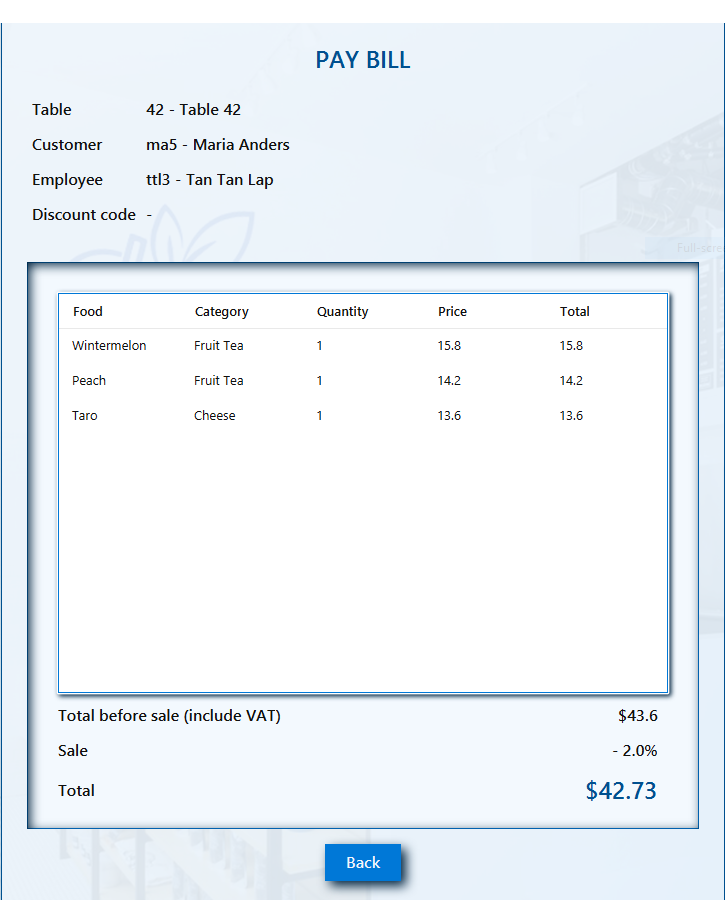 PAY BILL
Table 42 - Table 42
Customer ma5 - Maria Anders
Employee ttl3 - Tan Tan Lap
Discount code -
Full-scre
Food Category Quantity Price Total
Wintermelon Fruit Tea 1 15.8 15.8
Peach Fruit Tea 1 14.2 14.2
Taro Cheese 1 13.6 13.6
Total before sale (include VAT) $43.6
Sale - 2.0%
Total $42.73
Back